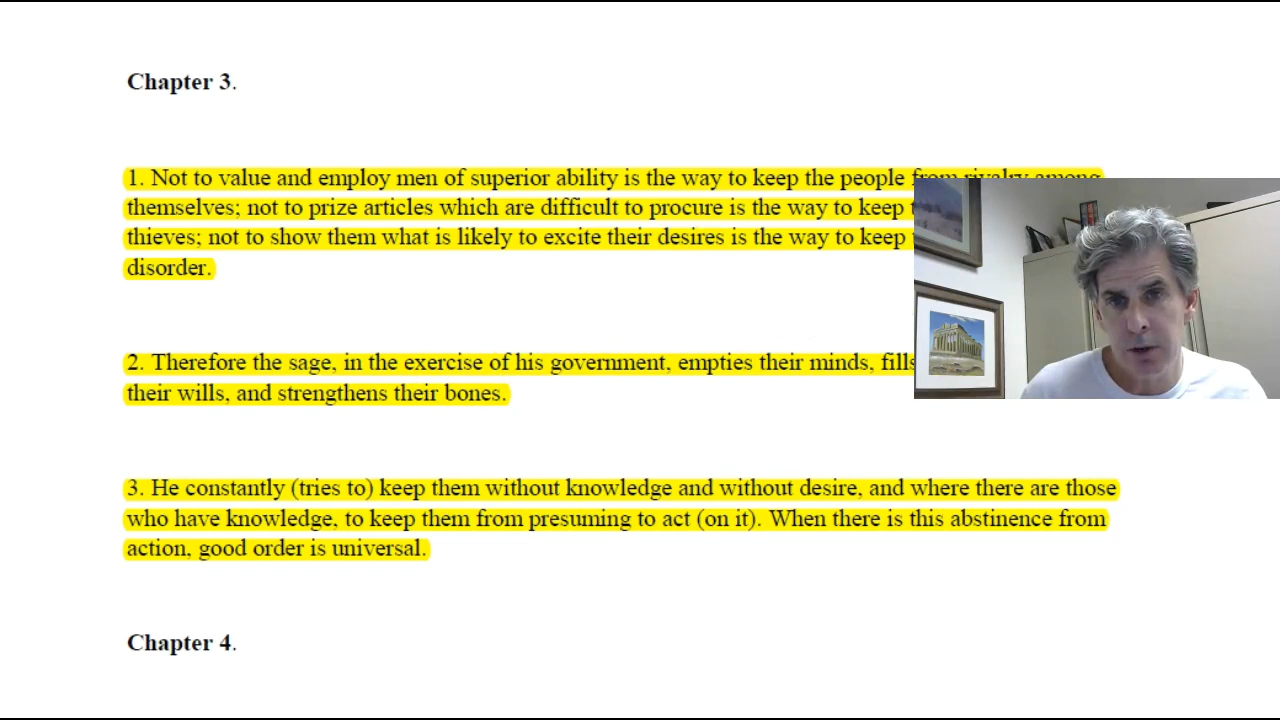 Chapter 3.
1. Not to value and employ men of superior ability is the way to keep the people from rivalry among
themselves; not to prize articles which are difficult to procure is the way to keep
thieves; not to show them what is likely to excite their desires is the way to keep
disorder.
2. Therefore the sage, in the exercise of his government, empties their minds, fills
their wills, and strengthens their bones.
3. He constantly (tries to) keep them without knowledge and without desire, and where there are those
who have knowledge, to keep them from presuming to act (on it). When there is this abstinence from
action, good order is universal.
Chapter 4.